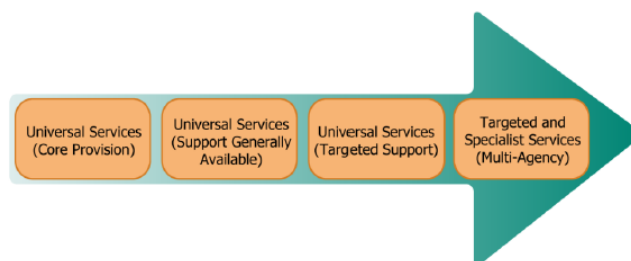 Universal Services
(Core Provision)
Universal Services
(Support Generally
Available)
Universal Services
(Targeted Support)
Targeted and
Specialist Services
(Multi-Agency)